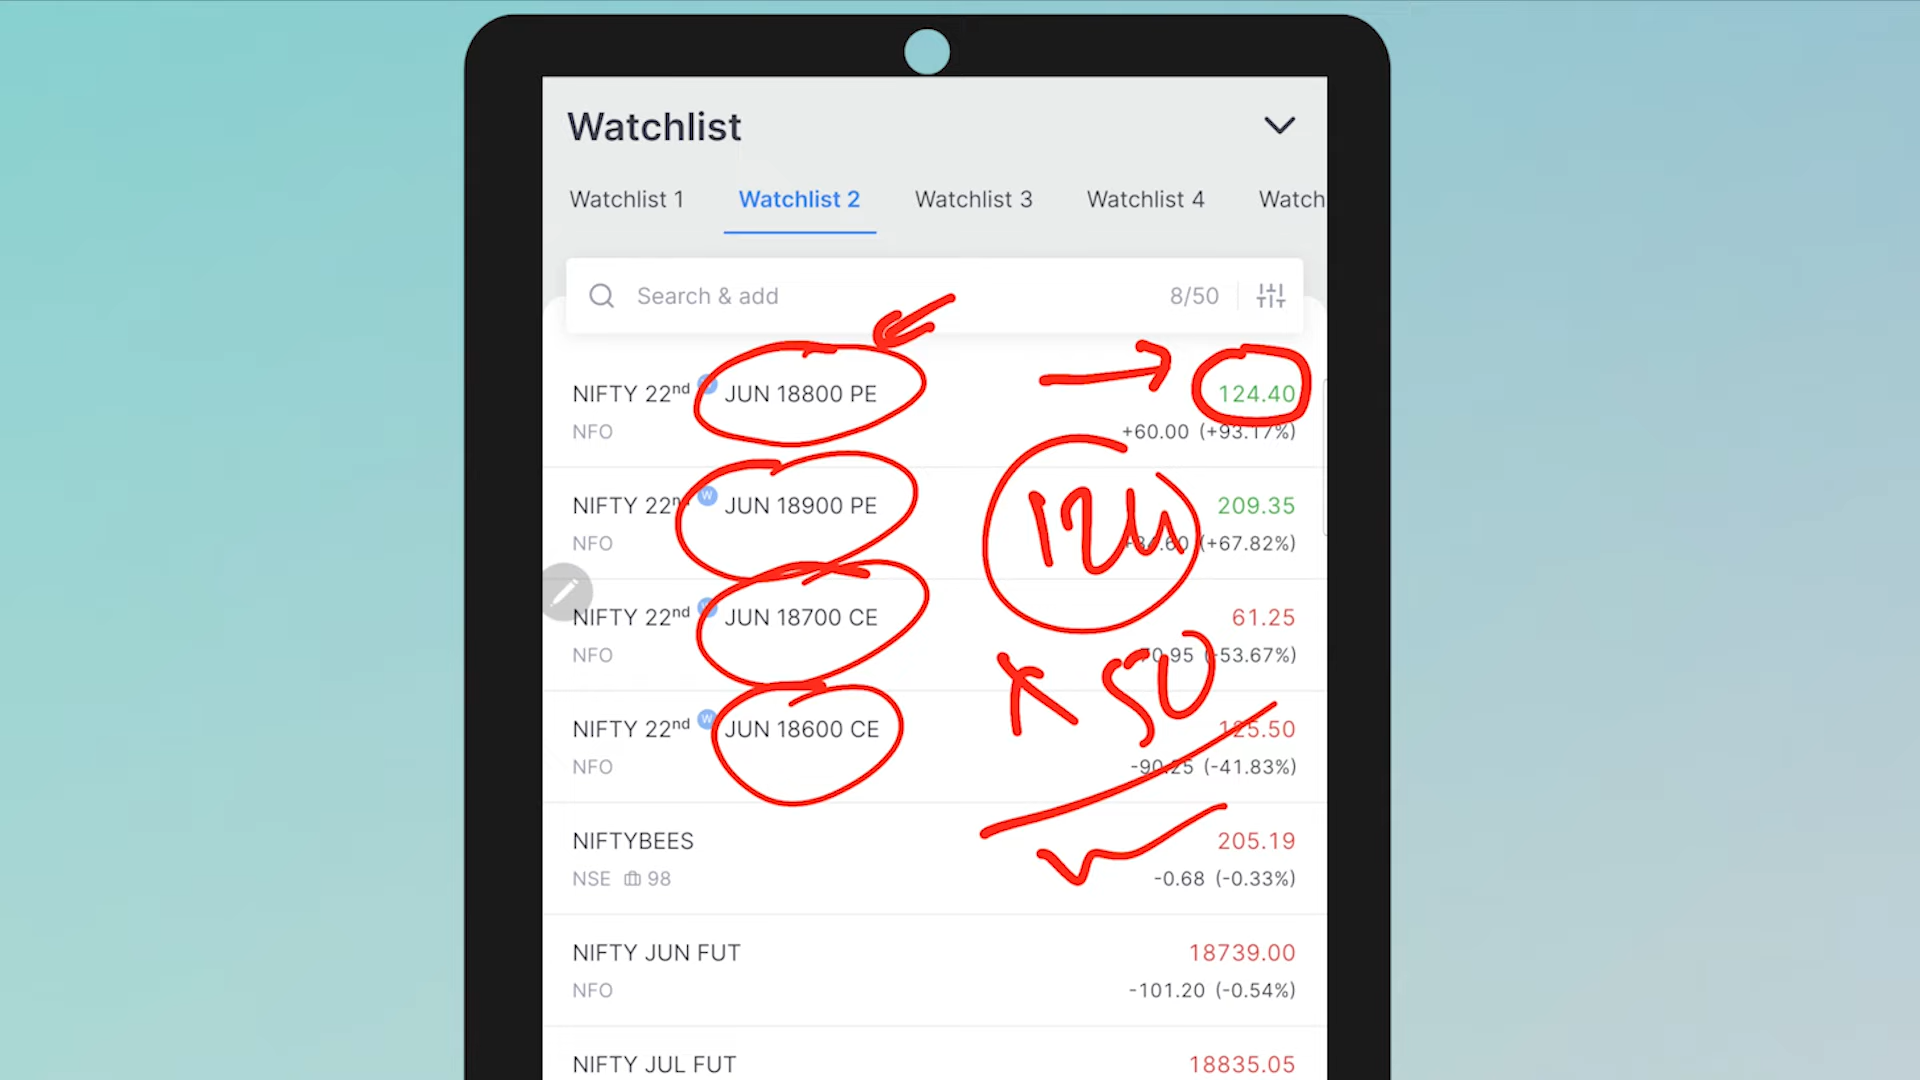 Watchlist
Watchlist 1 Watchlist 2 Watchlist 3 Watchlist 4 Watch
Search & add 8/50
NIFTY 22nd W JUN 18800 PE 124.40
NFO +60.00 (+93.17%)
NIFTY 22nd W JUN 18900 PE 209.35
NFO (+67.82%)
124
NIFTY 22nd W JUN 18700 CE 61.25
NFO -70.95 (-53.67%)
x 50
NIFTY 22nd W JUN 18600 CE 125.50
NFO -90.25 (-41.83%)
NIFTYBEES 205.19
NSE 98 -0.68 (-0.33%)
NIFTY JUN FUT 18739.00
NFO -101.20 (-0.54%)
NIFTY JUL FUT 18835.05